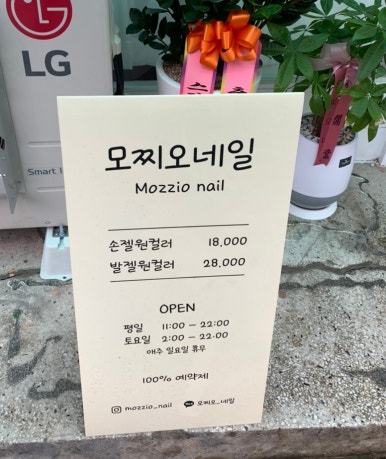 LG
Smart I
모찌오네일
Mozzio nail
손젤원컬러 18,000
발젤원컬러 28,000
OPEN
평일 11:00 – 22:00
토요일 2:00 – 22:00
매주 일요일 휴무
100% 예약제
mozzio_nail 모찌오_네일